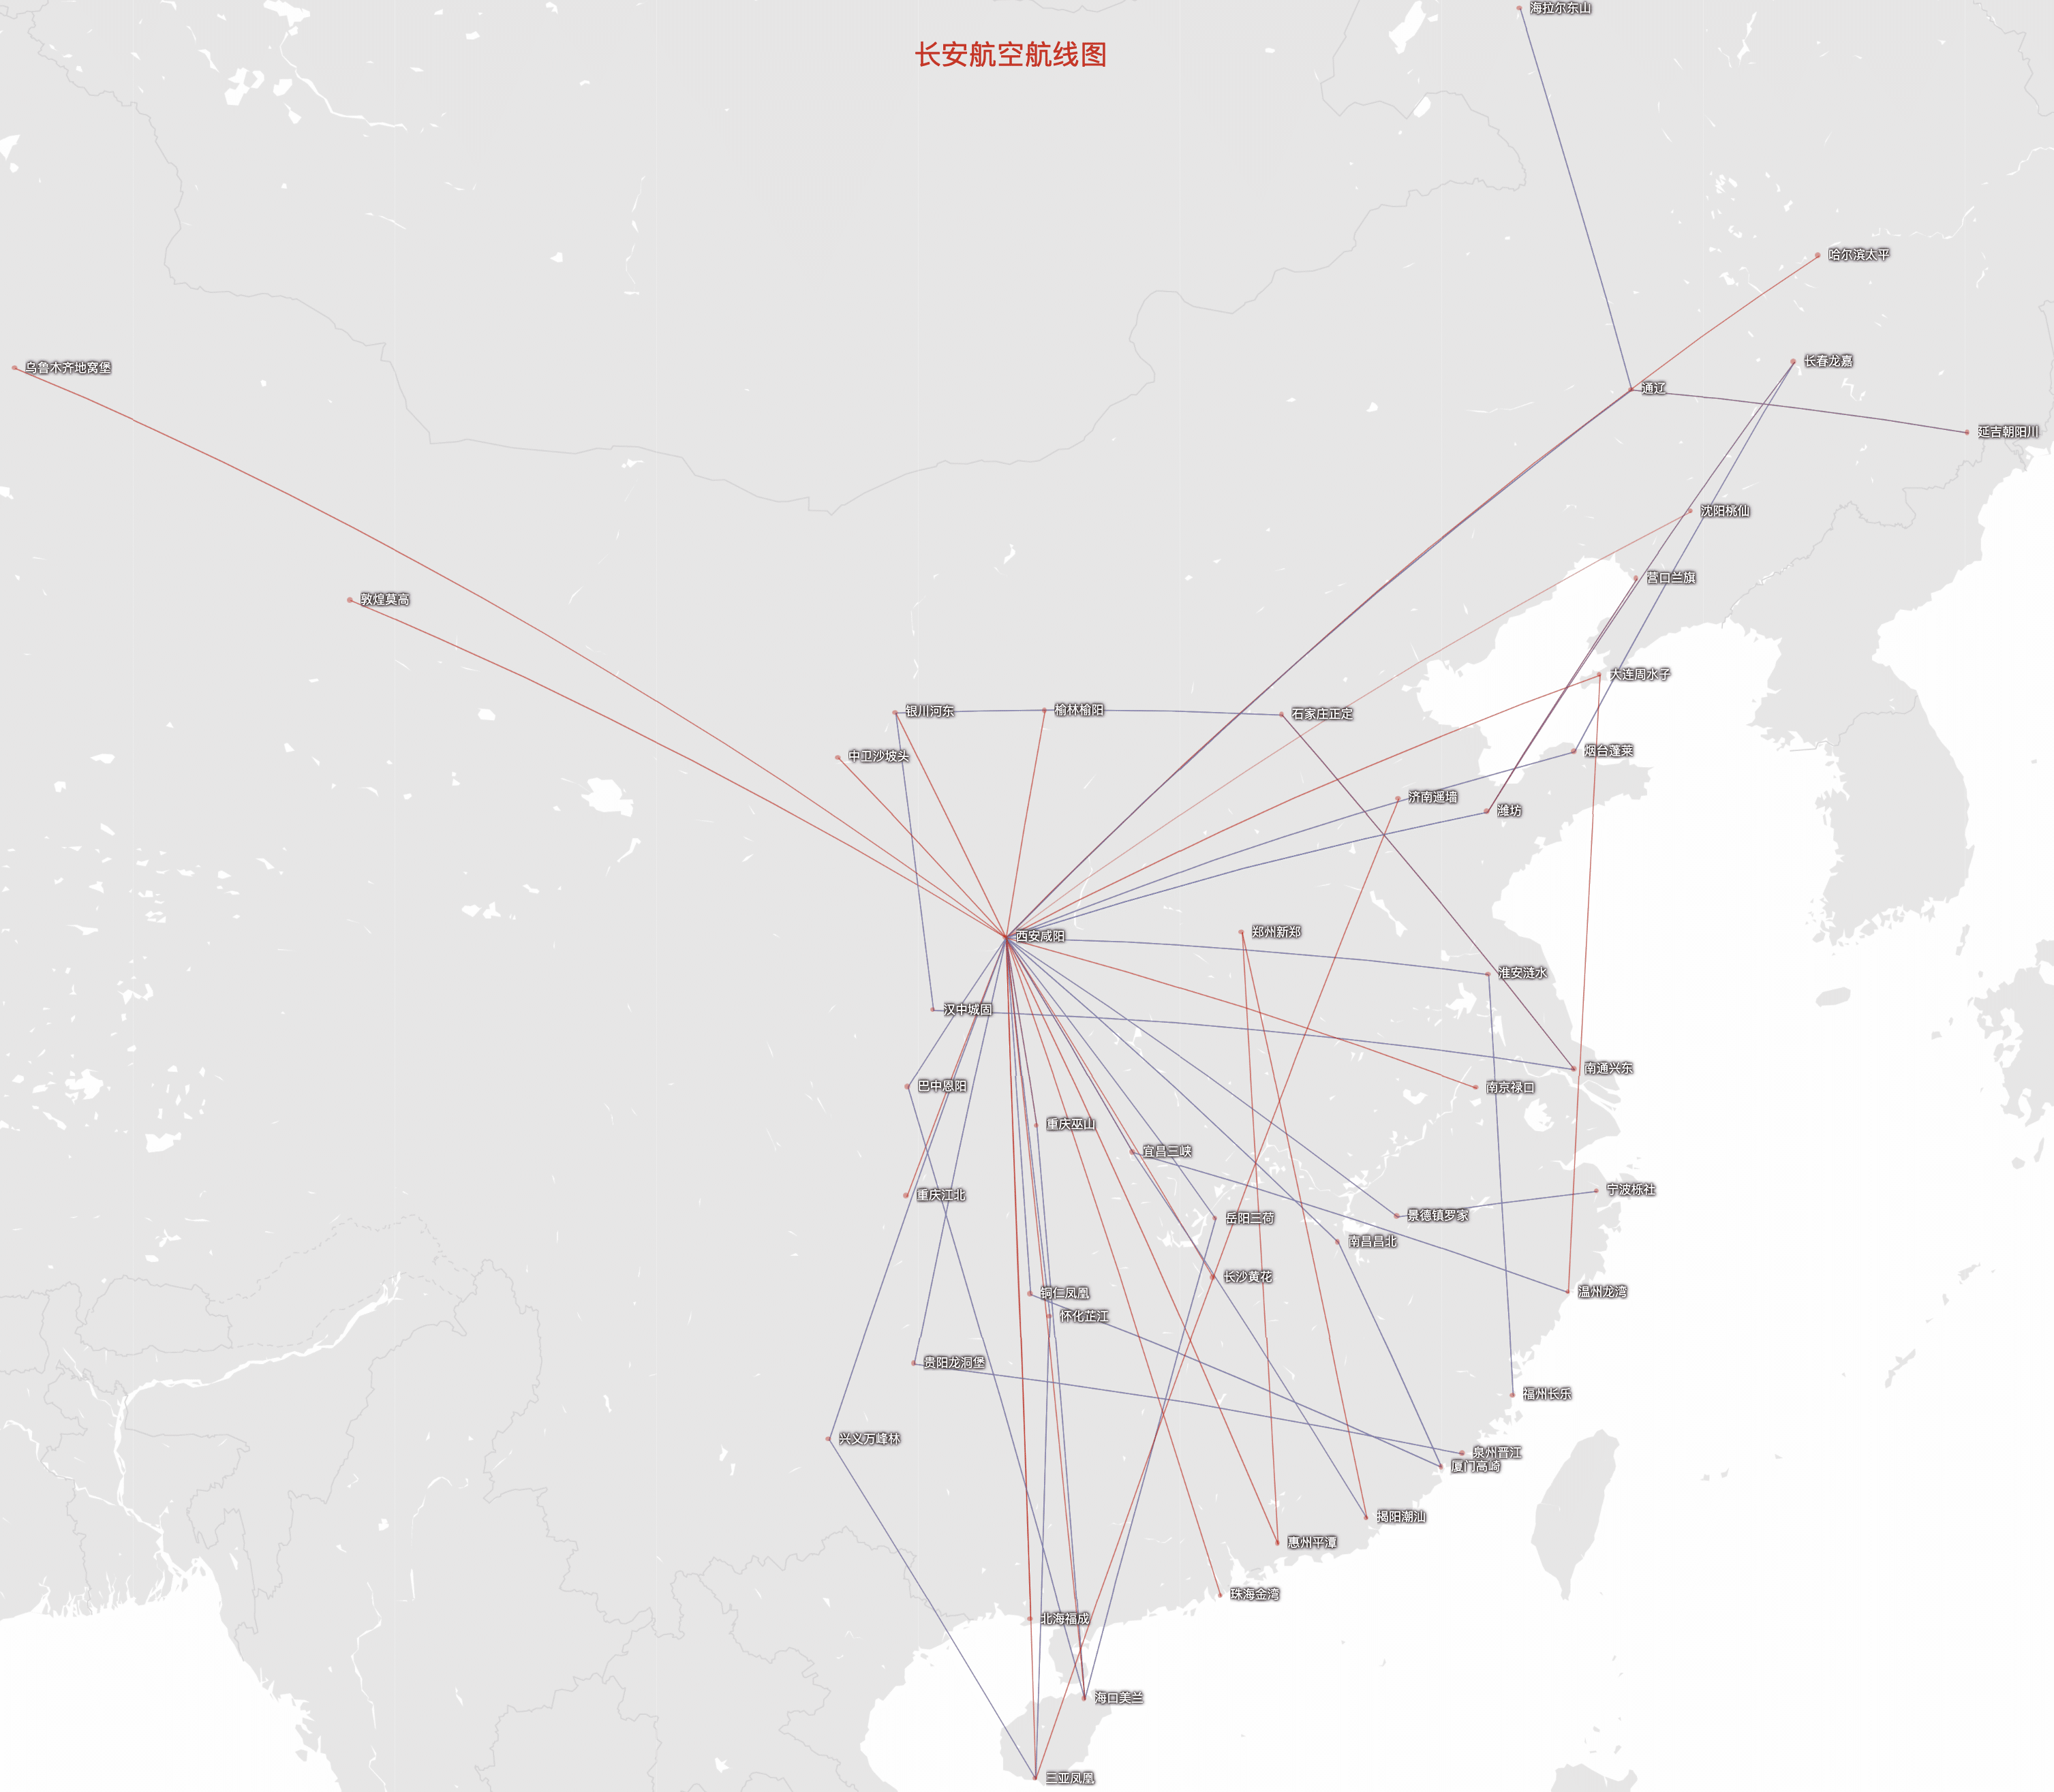 海拉尔东山
长安航空航线图
哈尔滨太平
长春龙嘉
乌鲁木齐地窝堡
通辽
延吉朝阳川
沈阳桃仙
营口兰旗
敦煌莫高
大连周水子
银川河东
榆林榆阳
石家庄正定
烟台蓬莱
中卫沙坡头
济南遥墙
潍坊
郑州新郑
西安咸阳
淮安涟水
汉中城固
南通兴东
巴中恩阳
南京禄口
重庆巫山
宜昌三峡
宁波栎社
重庆江北
景德镇罗家
岳阳三荷
南昌昌北
长沙黄花
温州龙湾
铜仁凤凰
怀化芷江
贵阳龙洞堡
福州长乐
兴义万峰林
泉州晋江
厦门高崎
揭阳潮汕
惠州平潭
珠海金湾
北海福成
海口美兰
三亚凤凰